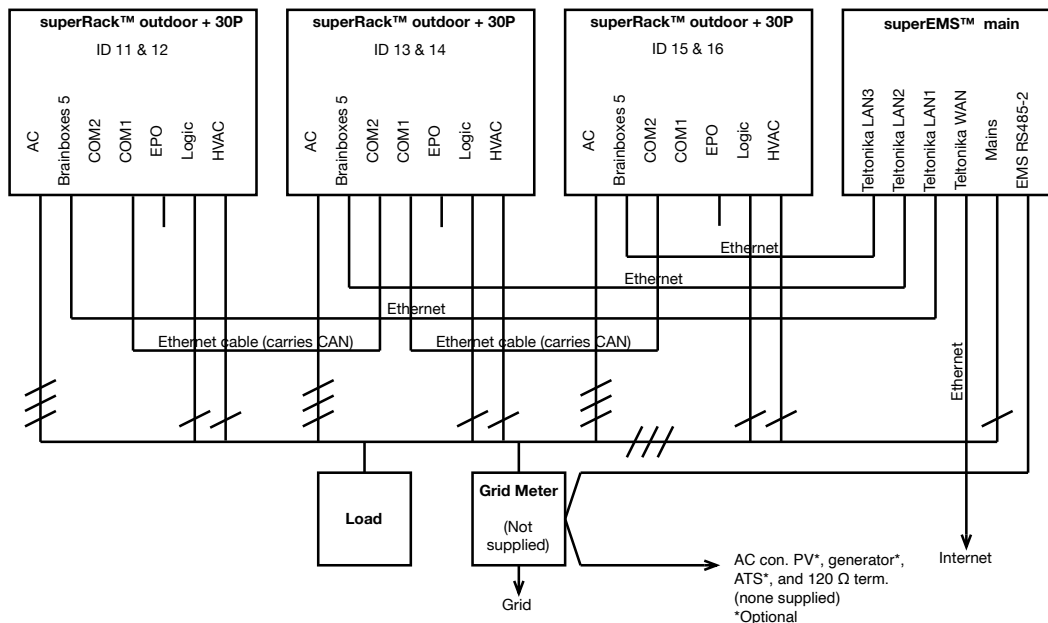 superRack™ outdoor + 30P
ID 11 & 12
AC
Brainboxes 5
COM2
COM1
EPO
Logic
HVAC
superRack™ outdoor + 30P
ID 13 & 14
AC
Brainboxes 5
COM2
COM1
EPO
Logic
HVAC
superRack™ outdoor + 30P
ID 15 & 16
AC
Brainboxes 5
COM2
COM1
EPO
Logic
HVAC
superEMS™ main
Teltonika LAN3
Teltonika LAN2
Teltonika LAN1
Teltonika WAN
Mains
EMS RS485-2
Ethernet
Ethernet
Ethernet
Ethernet cable (carries CAN)
Ethernet cable (carries CAN)
Ethernet
Load
Grid Meter
(Not
supplied)
Grid
AC con. PV*, generator*,
ATS*, and 120 Ω term.
(none supplied)
*Optional
Internet